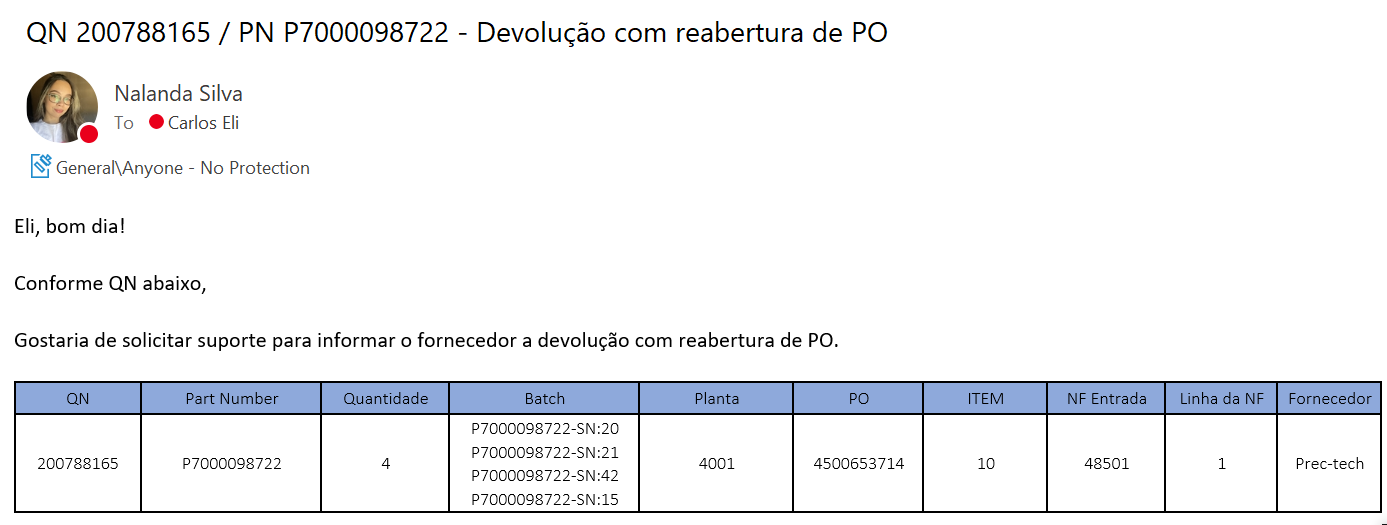 QN 200788165 / PN P7000098722 - Devolução com reabertura de PO
Nalanda Silva
To Carlos Eli
General\Anyone - No Protection
Eli, bom dia!
Conforme QN abaixo,
Gostaria de solicitar suporte para informar o fornecedor a devolução com reabertura de PO.
QN Part Number Quantidade Batch Planta PO ITEM NF Entrada Linha da NF Fornecedor
P7000098722-SN:20
P7000098722-SN:21
200788165 P7000098722 4 4001 4500653714 10 48501 1 Prec-tech
P7000098722-SN:42
P7000098722-SN:15